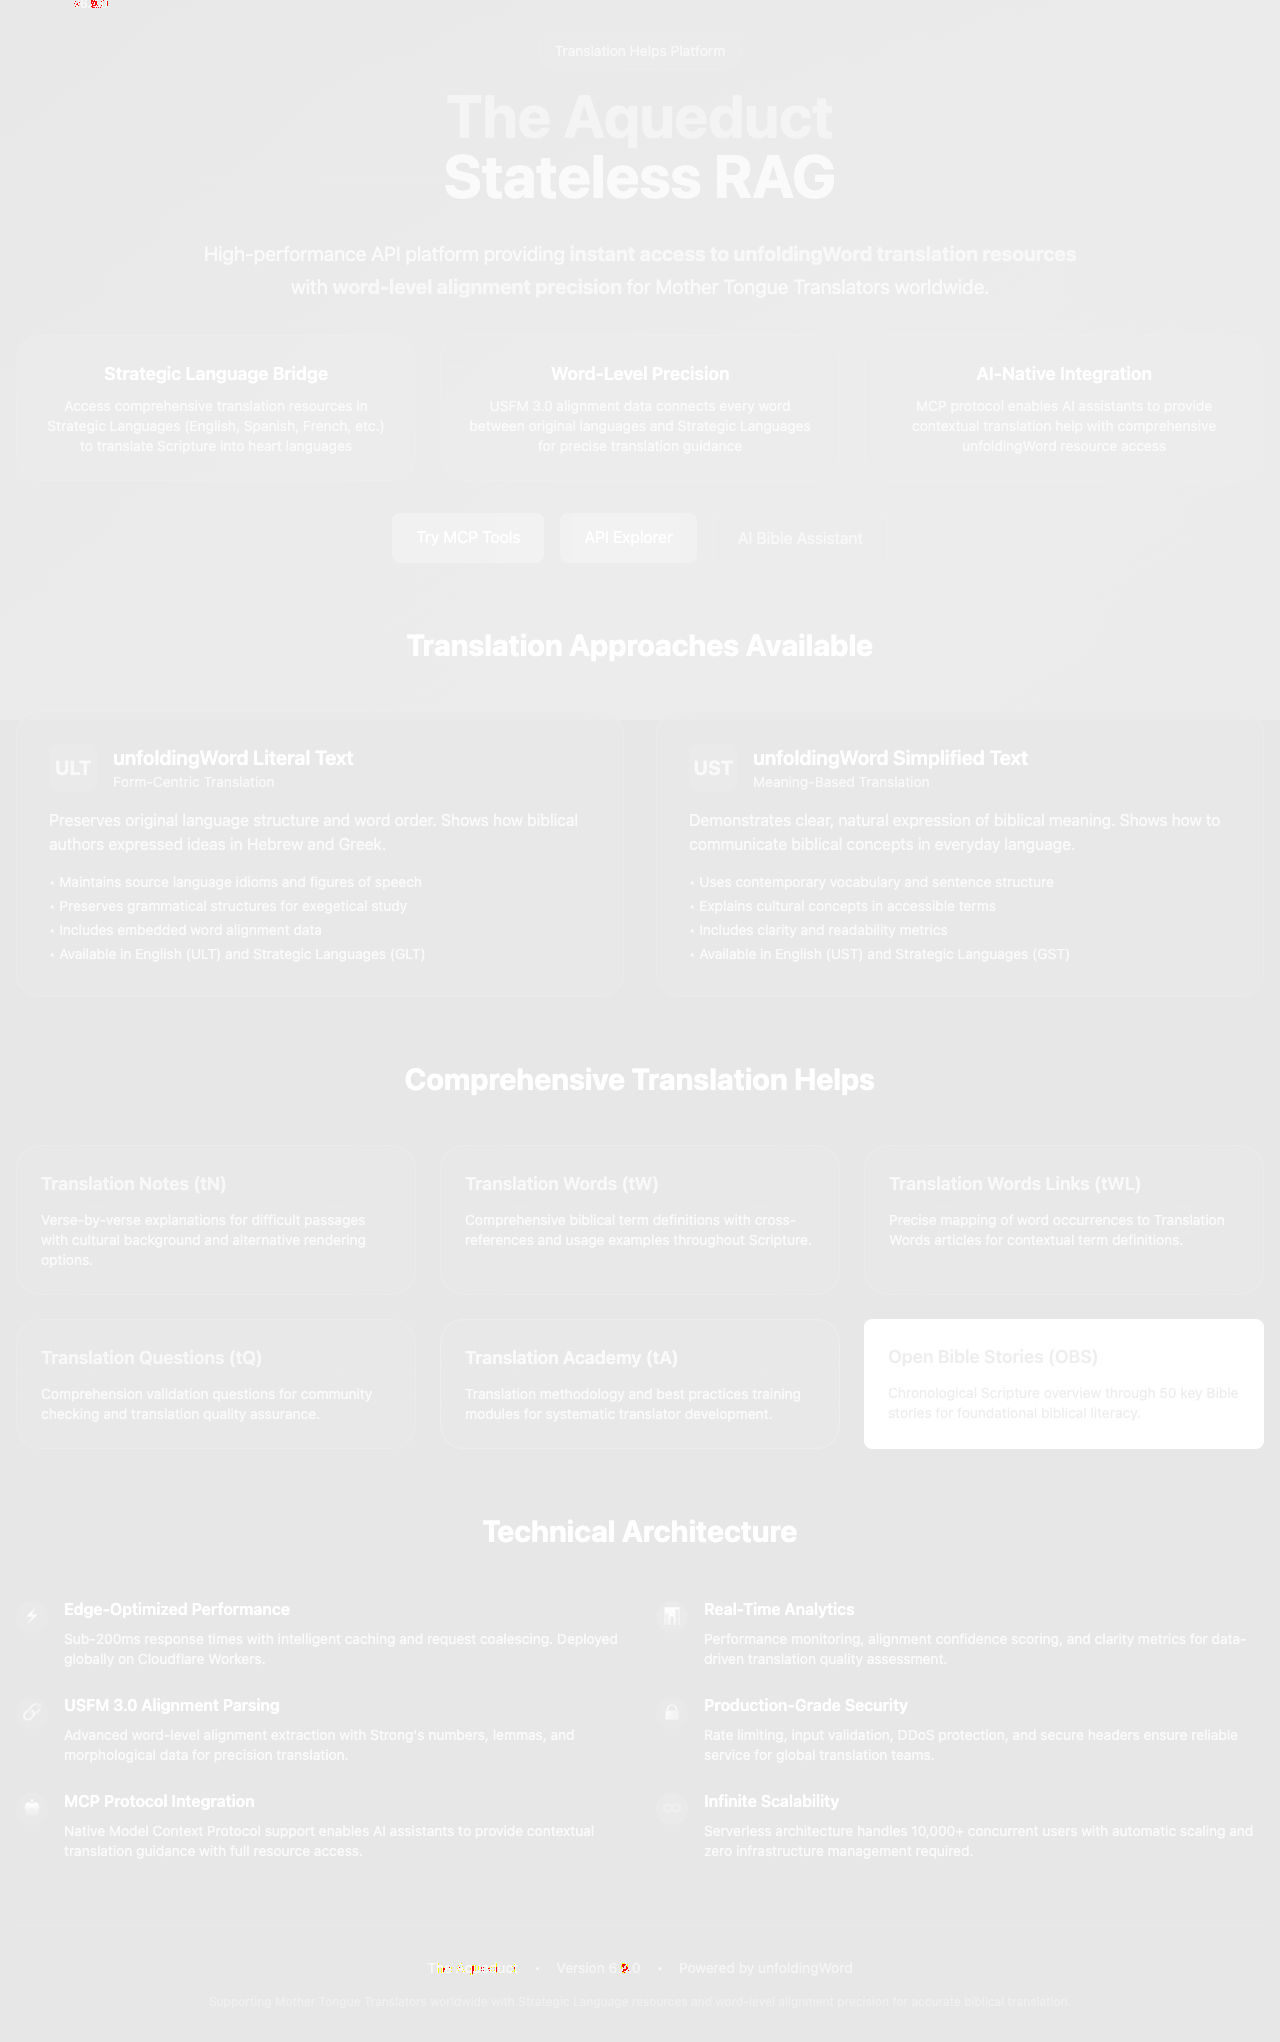 Translation Helps Platform
The Aqueduct
Stateless RAG
High-performance API platform providing instant access to unfoldingWord translation resources
with word-level alignment precision for Mother Tongue Translators worldwide.
Strategic Language Bridge
Access comprehensive translation resources in
Strategic Languages (English, Spanish, French, etc.)
to translate Scripture into heart languages
Word-Level Precision
USFM 3.0 alignment data connects every word
between original languages and Strategic Languages
for precise translation guidance
AI-Native Integration
MCP protocol enables AI assistants to provide
contextual translation help with comprehensive
unfoldingWord resource access
Try MCP Tools
API Explorer
AI Bible Assistant
Translation Approaches Available
ULT
unfoldingWord Literal Text
Form-Centric Translation
Preserves original language structure and word order. Shows how biblical
authors expressed ideas in Hebrew and Greek.
• Maintains source language idioms and figures of speech
• Preserves grammatical structures for exegetical study
• Includes embedded word alignment data
• Available in English (ULT) and Strategic Languages (GLT)
UST
unfoldingWord Simplified Text
Meaning-Based Translation
Demonstrates clear, natural expression of biblical meaning. Shows how to
communicate biblical concepts in everyday language.
• Uses contemporary vocabulary and sentence structure
• Explains cultural concepts in accessible terms
• Includes clarity and readability metrics
• Available in English (UST) and Strategic Languages (GST)
Comprehensive Translation Helps
Translation Notes (tN)
Verse-by-verse explanations for difficult passages
with cultural background and alternative rendering
options.
Translation Words (tW)
Comprehensive biblical term definitions with cross-
references and usage examples throughout Scripture.
Translation Words Links (tWL)
Precise mapping of word occurrences to Translation
Words articles for contextual term definitions.
Translation Questions (tQ)
Comprehension validation questions for community
checking and translation quality assurance.
Translation Academy (tA)
Translation methodology and best practices training
modules for systematic translator development.
Open Bible Stories (OBS)
Chronological Scripture overview through 50 key Bible
stories for foundational biblical literacy.
Technical Architecture
Edge-Optimized Performance
Sub-200ms response times with intelligent caching and request coalescing. Deployed
globally on Cloudflare Workers.
Real-Time Analytics
Performance monitoring, alignment confidence scoring, and clarity metrics for data-
driven translation quality assessment.
USFM 3.0 Alignment Parsing
Advanced word-level alignment extraction with Strong's numbers, lemmas, and
morphological data for precision translation.
Production-Grade Security
Rate limiting, input validation, DDoS protection, and secure headers ensure reliable
service for global translation teams.
MCP Protocol Integration
Native Model Context Protocol support enables AI assistants to provide contextual
translation guidance with full resource access.
Infinite Scalability
Serverless architecture handles 10,000+ concurrent users with automatic scaling and
zero infrastructure management required.
The Aqueduct • Version • Powered by unfoldingWord
Supporting Mother Tongue Translators worldwide with Strategic Language resources and word-level alignment precision for accurate biblical translation.